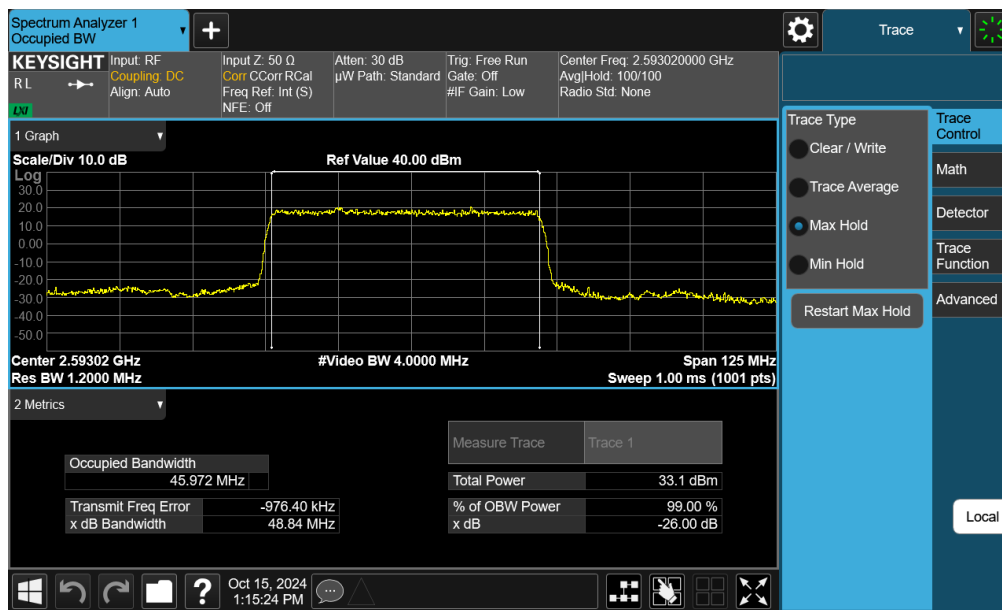 Spectrum Analyzer 1
Occupied BW
+
Trace
KEYSIGHT
R L
LXI
Input: RF
Coupling: DC
Align: Auto
Input Z: 50 Ω
Corr CCorr RCal
Freq Ref: Int (S)
NFE: Off
Atten: 30 dB
µW Path: Standard
Trig: Free Run
Gate: Off
#IF Gain: Low
Center Freq: 2.593020000 GHz
Avg|Hold: 100/100
Radio Std: None
1 Graph
Scale/Div 10.0 dB
Ref Value 40.00 dBm
Log
30.0
20.0
10.0
0.00
-10.0
-20.0
-30.0
-40.0
-50.0
Center 2.59302 GHz
#Video BW 4.0000 MHz
Span 125 MHz
Res BW 1.2000 MHz
Sweep 1.00 ms (1001 pts)
2 Metrics
Measure Trace
Trace 1
Occupied Bandwidth
45.972 MHz
Total Power
33.1 dBm
Transmit Freq Error
-976.40 kHz
% of OBW Power
99.00 %
x dB Bandwidth
48.84 MHz
x dB
-26.00 dB
Trace Type
Clear / Write
Trace Average
Max Hold
Min Hold
Restart Max Hold
Trace
Control
Math
Detector
Trace
Function
Advanced
Local
?
Oct 15, 2024
1:15:24 PM